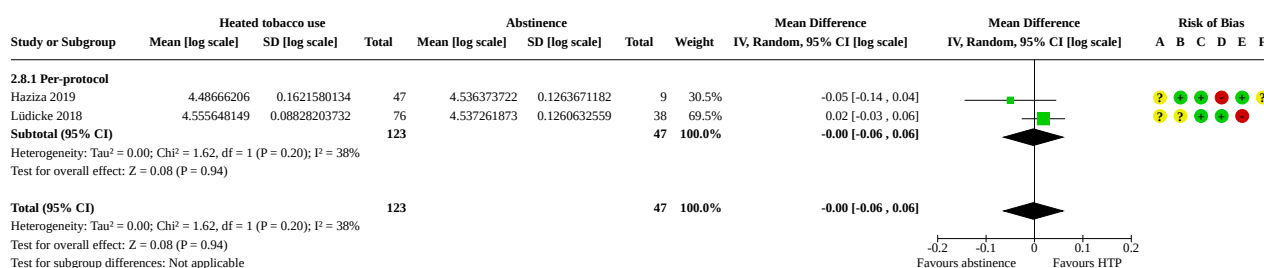 Heated tobacco use Abstinence Mean Difference Mean Difference Risk of Bias
Study or Subgroup Mean [log scale] SD [log scale] Total Mean [log scale] SD [log scale] Total Weight IV, Random, 95% CI [log scale] IV, Random, 95% CI [log scale] A B C D E F
2.8.1 Per-protocol
Haziza 2019 4.48666206 0.1621580134 47 4.536373722 0.1263671182 9 30.5% -0.05 [-0.14 , 0.04] ? + + - + ?
Lüdicke 2018 4.555648149 0.08828203732 76 4.537261873 0.1260632559 38 69.5% 0.02 [-0.03 , 0.06] ? ? + + -
Subtotal (95% CI) 123 47 100.0% -0.00 [-0.06 , 0.06]
Heterogeneity: Tau² = 0.00; Chi² = 1.62, df = 1 (P = 0.20); I² = 38%
Test for overall effect: Z = 0.08 (P = 0.94)
Total (95% CI) 123 47 100.0% -0.00 [-0.06 , 0.06]
Heterogeneity: Tau² = 0.00; Chi² = 1.62, df = 1 (P = 0.20); I² = 38%
Test for overall effect: Z = 0.08 (P = 0.94) -0.2 -0.1 0 0.1 0.2
Test for subgroup differences: Not applicable Favours abstinence Favours HTP